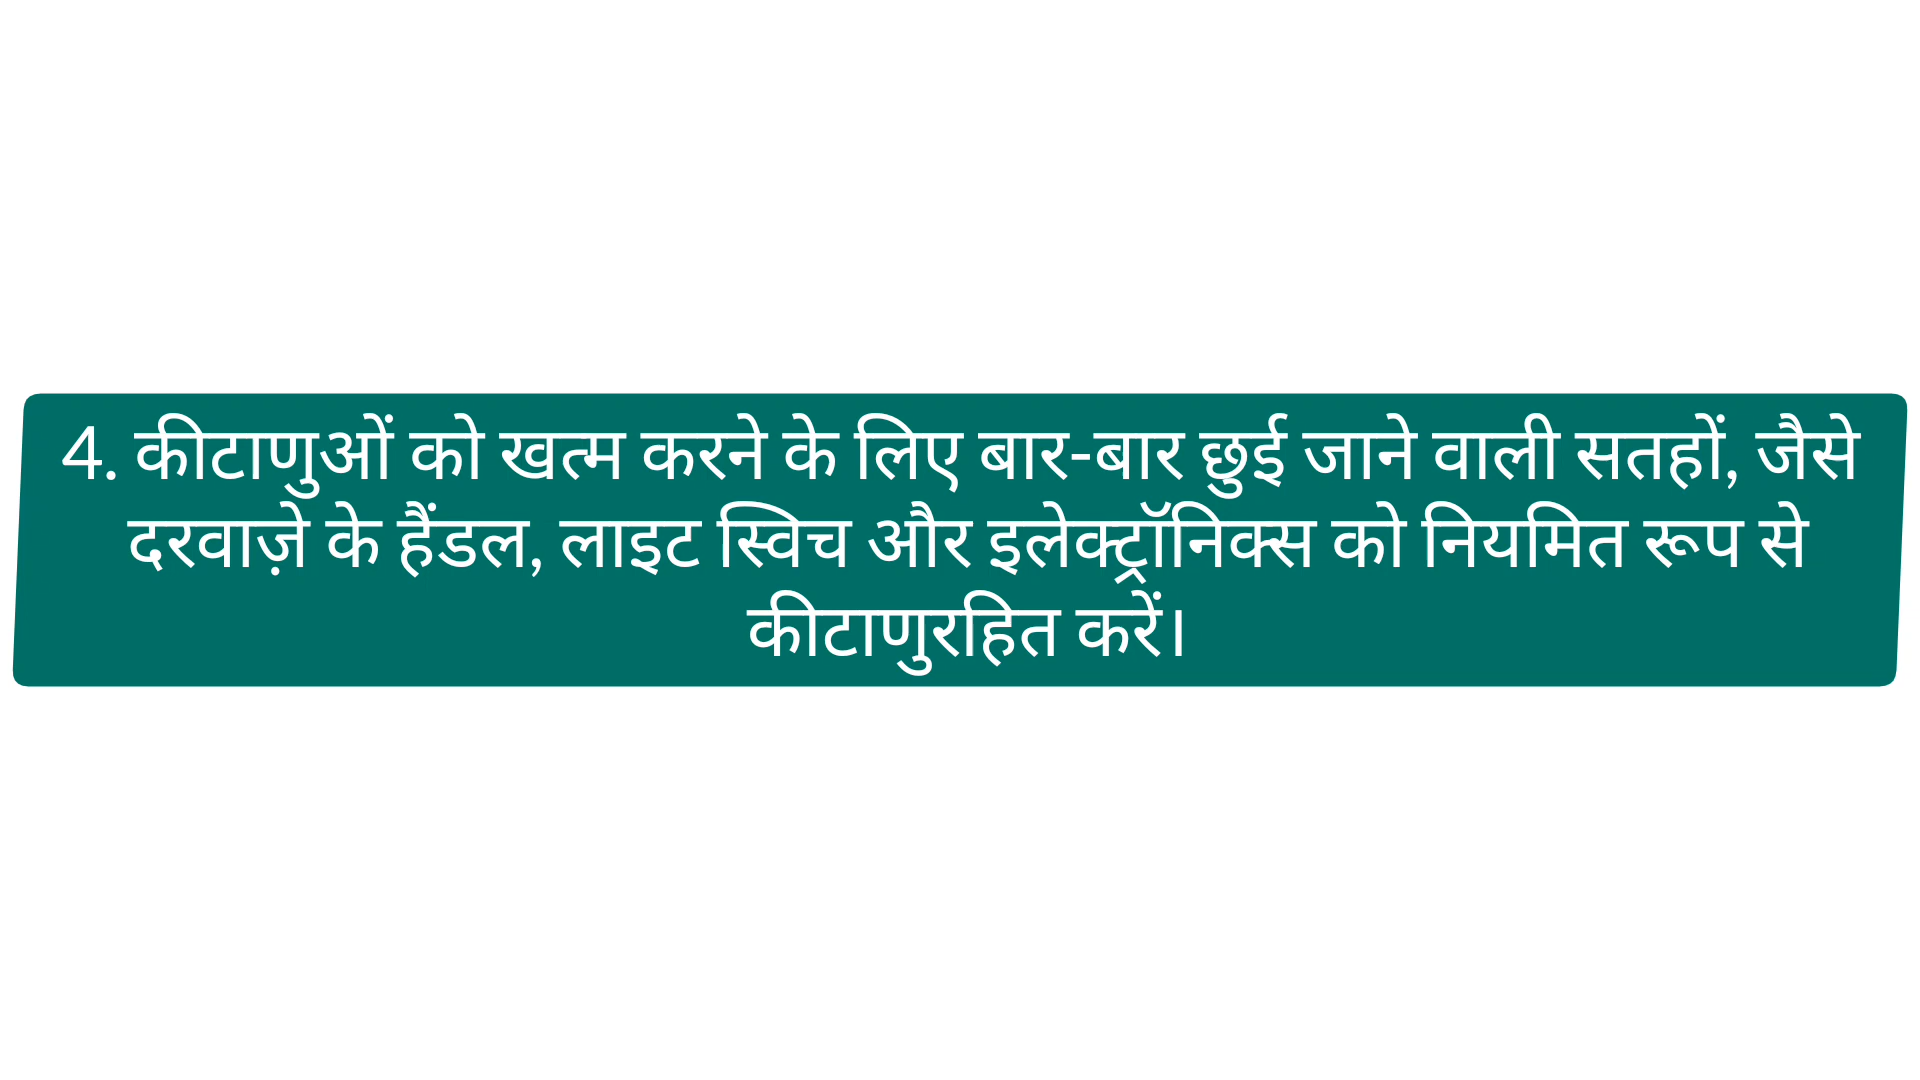 4. कीटाणुओं को खत्म करने के लिए बार-बार छुई जाने वाली सतहों, जैसे
दरवाज़े के हैंडल, लाइट स्विच और इलेक्ट्रॉनिक्स को नियमित रूप से
कीटाणुरहित करें।